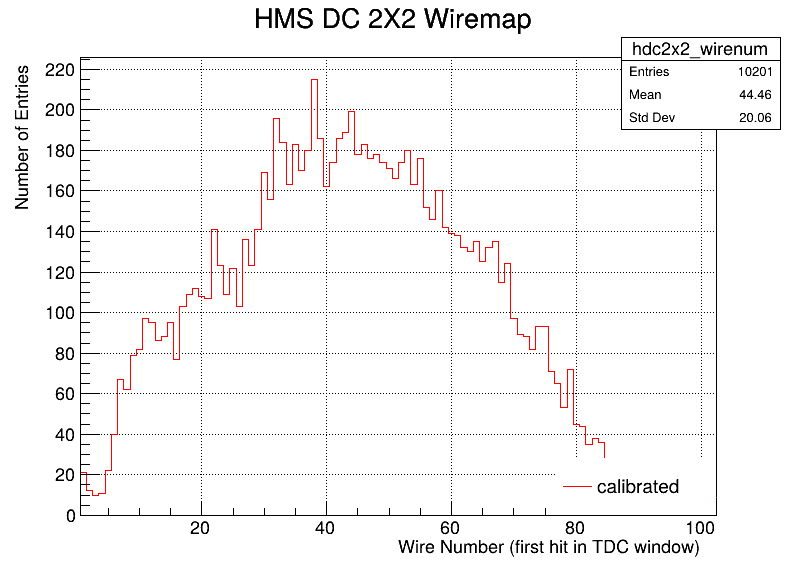 HMS DC 2X2 Wiremap
hdc2x2_wirenum
Entries 10201
Mean 44.46
Std Dev 20.06
Number of Entries
220
200
180
160
140
120
100
80
60
40
20
0
20 40 60 80 100
calibrated
Wire Number (first hit in TDC window)